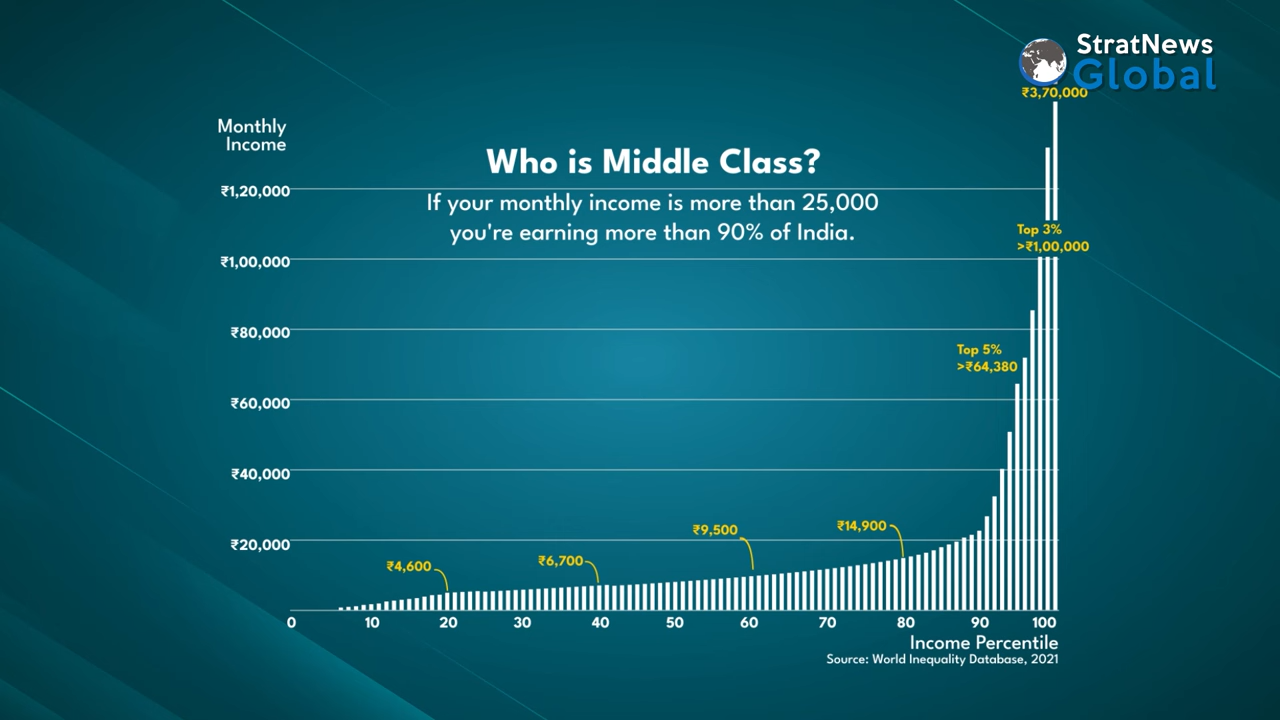 StratNews
Global
₹3,70,000
Monthly
Income
Who is Middle Class?
₹1,20,000
If your monthly income is more than 25,000
you're earning more than 90% of India.
Top 3%
>₹1,00,000
₹1,00,000
₹80,000
Top 5%
>₹64,380
₹60,000
₹40,000
₹20,000
₹4,600
₹6,700
₹9,500
₹14,900
0 10 20 30 40 50 60 70 80 90 100
Income Percentile
Source: World Inequality Database, 2021